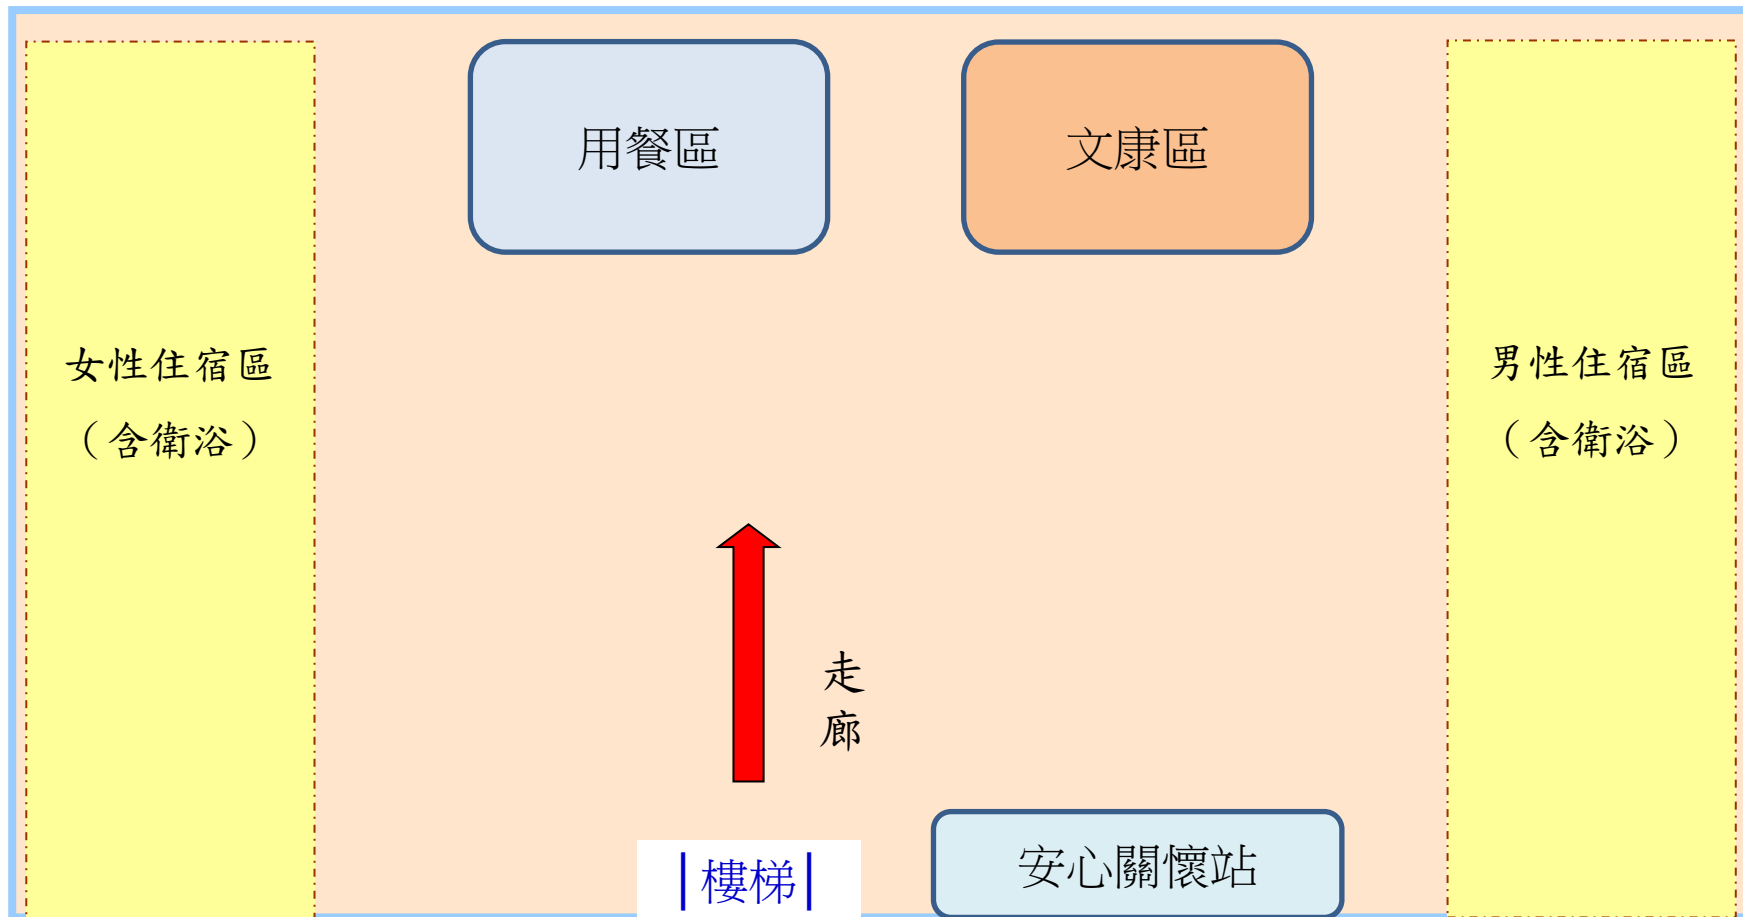 用餐區
文康區
女性住宿區
（含衛浴）
男性住宿區
（含衛浴）
走
廊
樓梯
安心關懷站